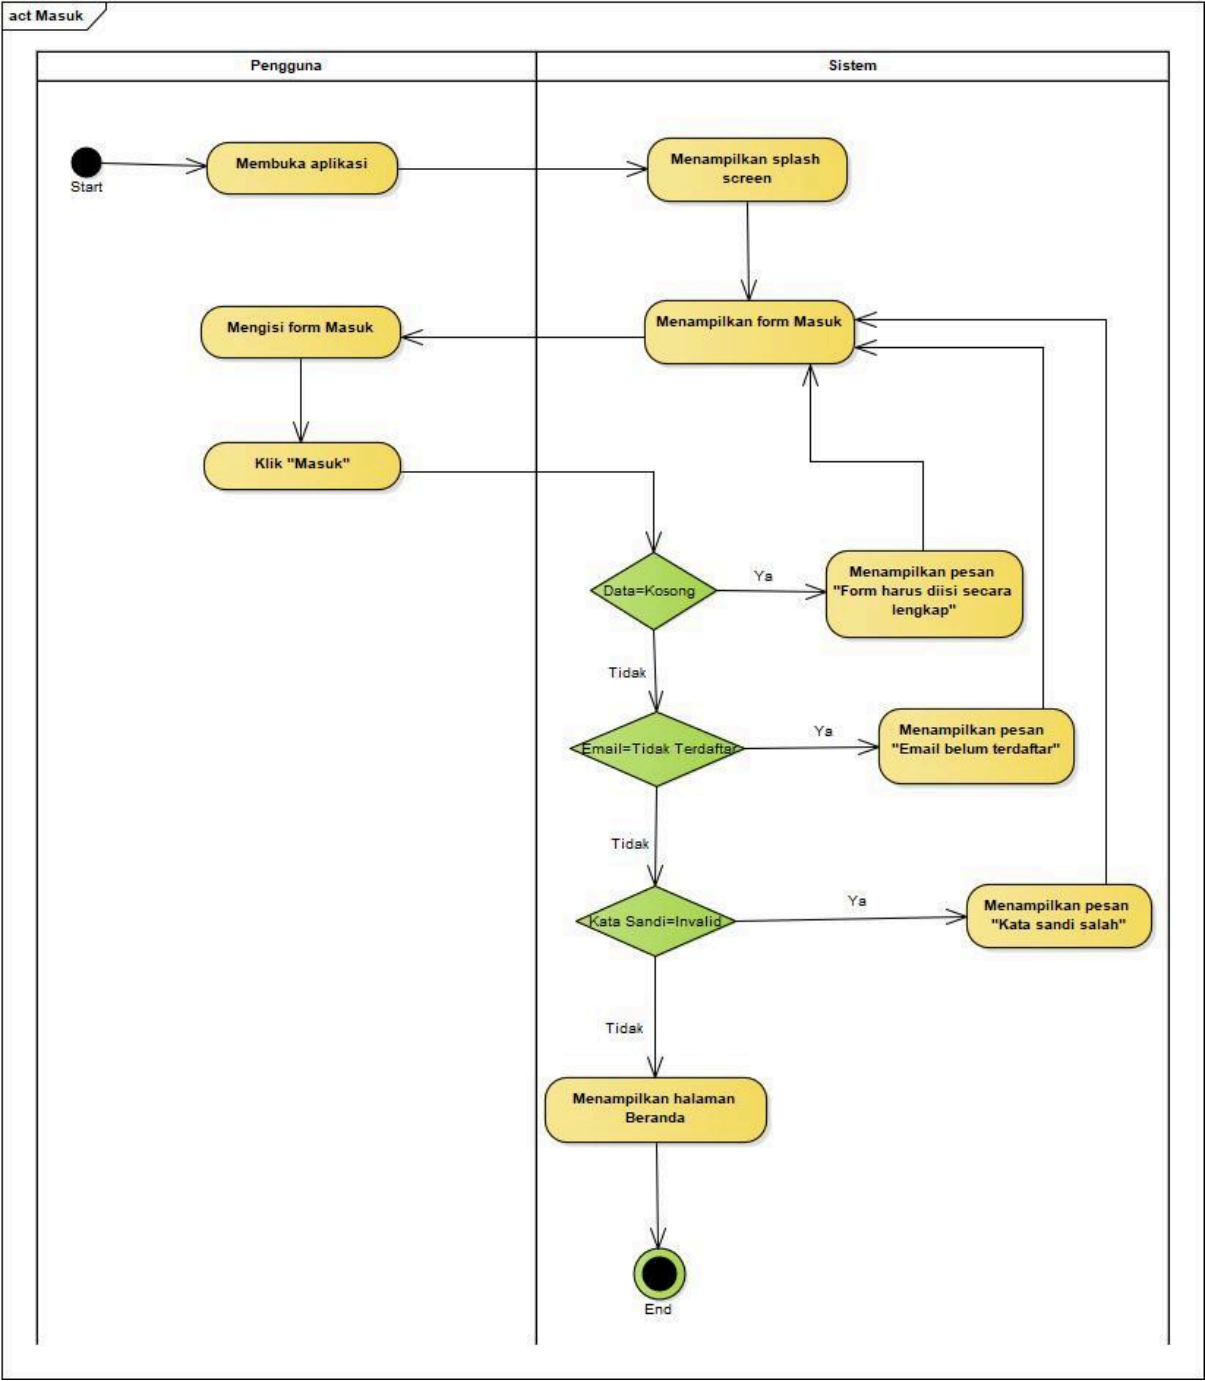 act Masuk
Pengguna
Sistem
Start
Membuka aplikasi
Menampilkan splash
screen
Mengisi form Masuk
Menampilkan form Masuk
Klik "Masuk"
Data=Kosong
Ya
Menampilkan pesan
"Form harus diisi secara
lengkap"
Tidak
Email=Tidak Terdaftar
Ya
Menampilkan pesan
"Email belum terdaftar"
Tidak
Kata Sandi=Invalid
Ya
Menampilkan pesan
"Kata sandi salah"
Tidak
Menampilkan halaman
Beranda
End